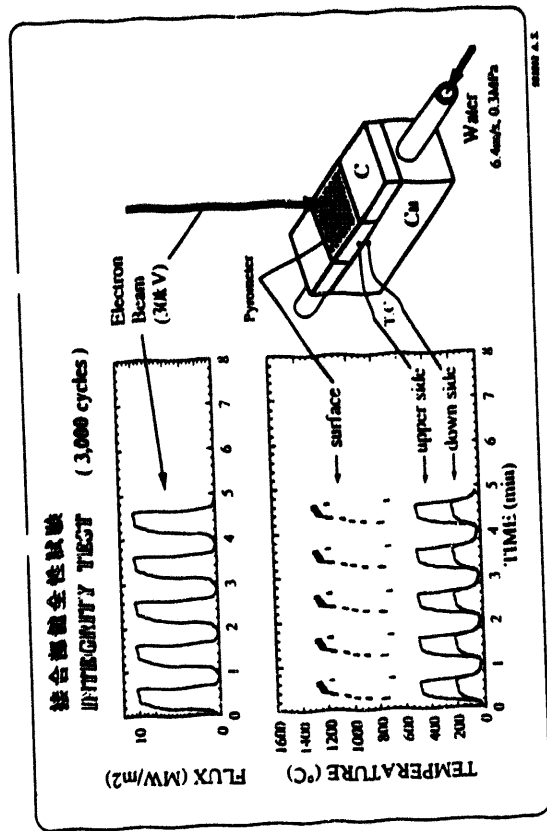 接合部健全性試験
INTEGRITY TEST (3,000 cycles)
FLUX (MW/m2)
10
0
0 1 2 3 4 5 6 7 8
Electron
Beam
(30kV)
Pyrometer
C
Cu
T.C
Water
6.4m/s, 0.3MPa
TEMPERATURE (°C)
1600
1400
1200
1000
800
600
400
200
0
surface
upper side
down side
0 1 2 3 4 5 6 7 8
TIME (min)